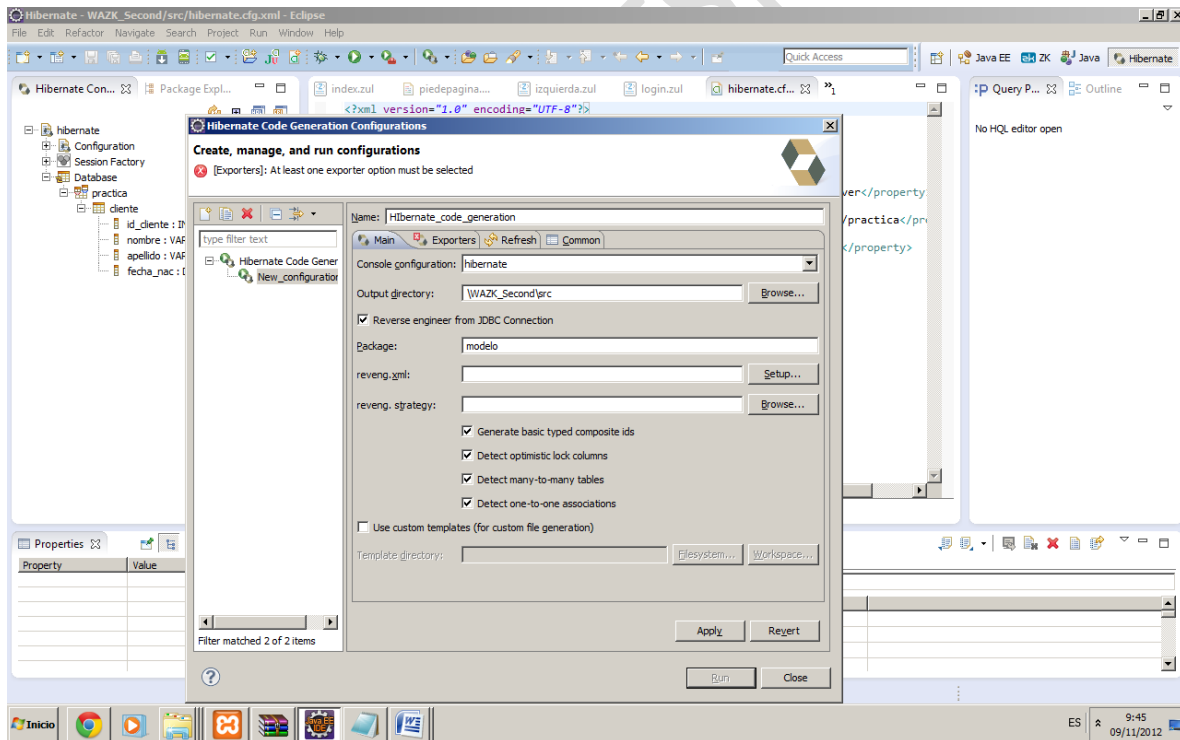 Hibernate - WAZK_Second/src/hibernate.cfg.xml - Eclipse
File Edit Refactor Navigate Search Project Run Window Help
Quick Access
Java EE ZK Java Hibernate
Hibernate Con... Package Expl...
index.zul piedepagina.... izquierda.zul login.zul hibernate.cf... »1
Query P... Outline
<?xml version="1.0" encoding="UTF-8"?>
No HQL editor open
hibernate
Configuration
Session Factory
Database
practica
cliente
id_cliente : IN
nombre : VAR
apellido : VAR
fecha_nac : D
ver</property
/practica</pro
</property>
Hibernate Code Generation Configurations
Create, manage, and run configurations
[Exporters]: At least one exporter option must be selected
type filter text
Hibernate Code Gener
New_configuration
Filter matched 2 of 2 items
Name: HIbernate_code_generation
Main Exporters Refresh Common
Console configuration: hibernate
Output directory: \WAZK_Second\src Browse...
Reverse engineer from JDBC Connection
Package: modelo
reveng.xml: Setup...
reveng. strategy: Browse...
Generate basic typed composite ids
Detect optimistic lock columns
Detect many-to-many tables
Detect one-to-one associations
Use custom templates (for custom file generation)
Template directory: Filesystem... Workspace...
Apply Revert
Run Close
Properties
Property Value
Inicio
Java EE IDE
ES 9:45
09/11/2012